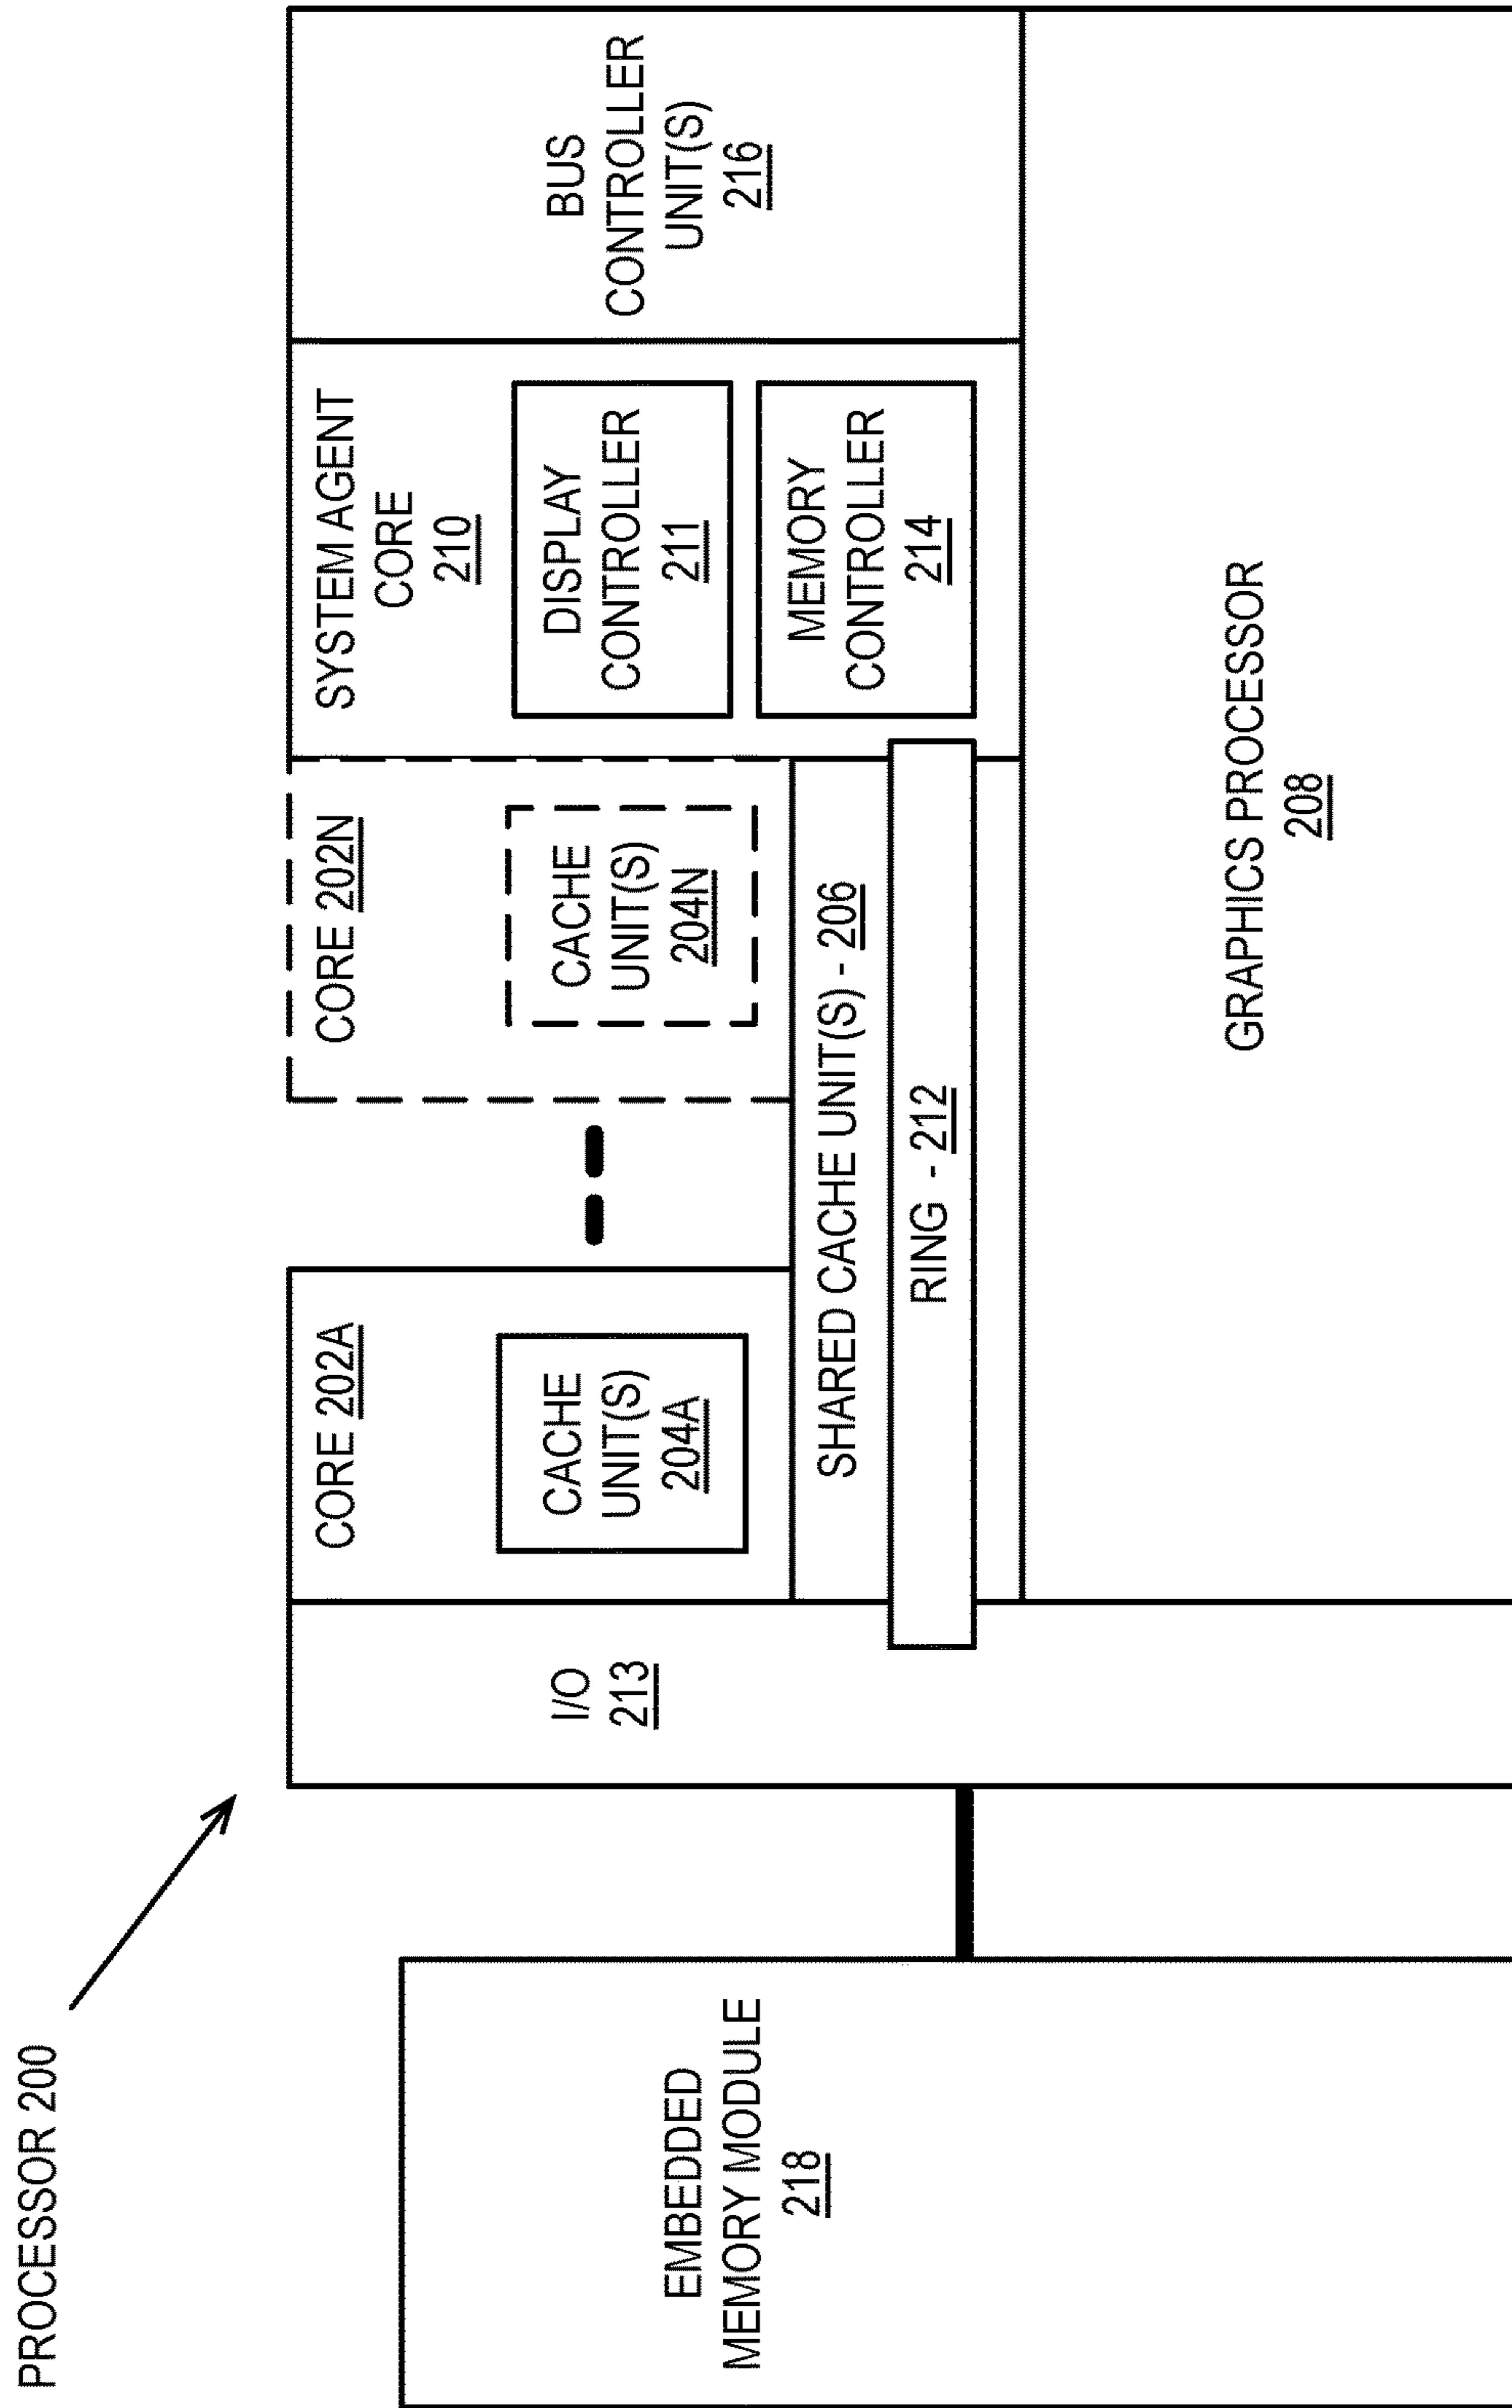 PROCESSOR 200
EMBEDDED
MEMORY MODULE
218
I/O
213
CORE 202A
CACHE
UNIT(S)
204A
CORE 202N
CACHE
UNIT(S)
204N
SHARED CACHE UNIT(S) - 206
RING - 212
SYSTEM AGENT
CORE
210
DISPLAY
CONTROLLER
211
MEMORY
CONTROLLER
214
BUS
CONTROLLER
UNIT(S)
216
GRAPHICS PROCESSOR
208